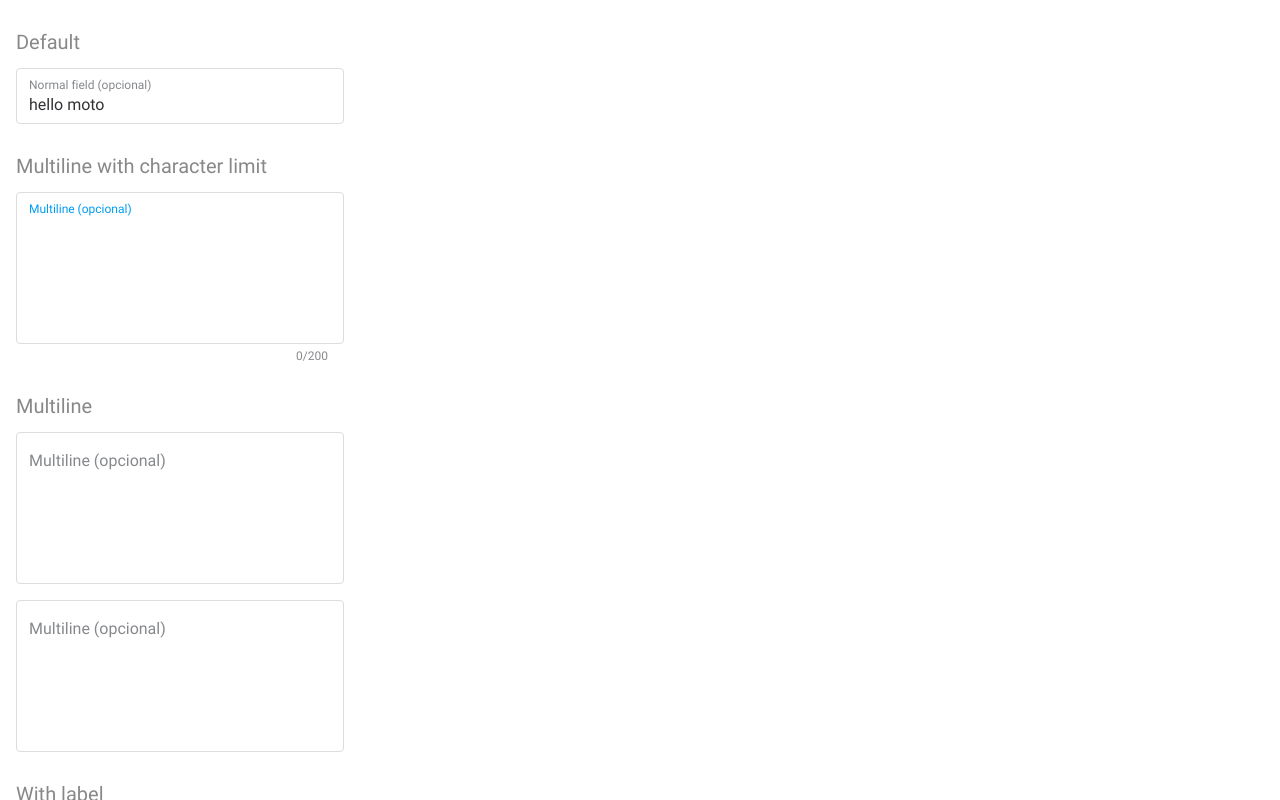 Default
Normal field (opcional)
hello moto
Multiline with character limit
Multiline (opcional)
0/200
Multiline
Multiline (opcional)
Multiline (opcional)
With label